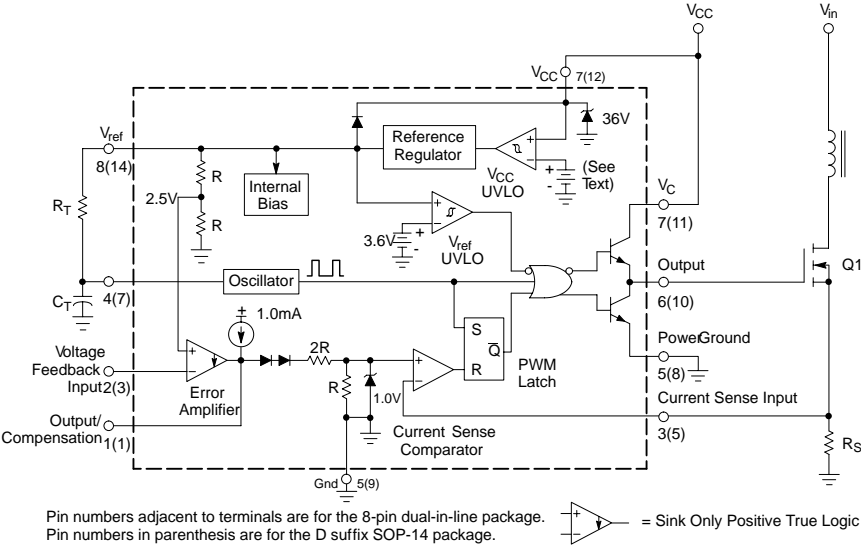 VCC
Vin
VCC 7(12)
36V
Vref
8(14)
Reference
Regulator
+
–
VCC
UVLO
+
-
(See
Text)
R
Internal
Bias
2.5V
R
RT
VC
7(11)
+
–
3.6V
+
-
Vref
UVLO
Output
6(10)
Q1
4(7)
Oscillator
CT
±
1.0mA
S
Q
R
PWM
Latch
PowerGround
5(8)
Voltage
Feedback
Input
2(3)
+
–
Error
Amplifier
2R
R
1.0V
+
–
Current Sense
Comparator
Current Sense Input
3(5)
RS
Output/
Compensation
1(1)
Gnd 5(9)
Pin numbers adjacent to terminals are for the 8-pin dual-in-line package.
Pin numbers in parenthesis are for the D suffix SOP-14 package.
+
–
= Sink Only Positive True Logic